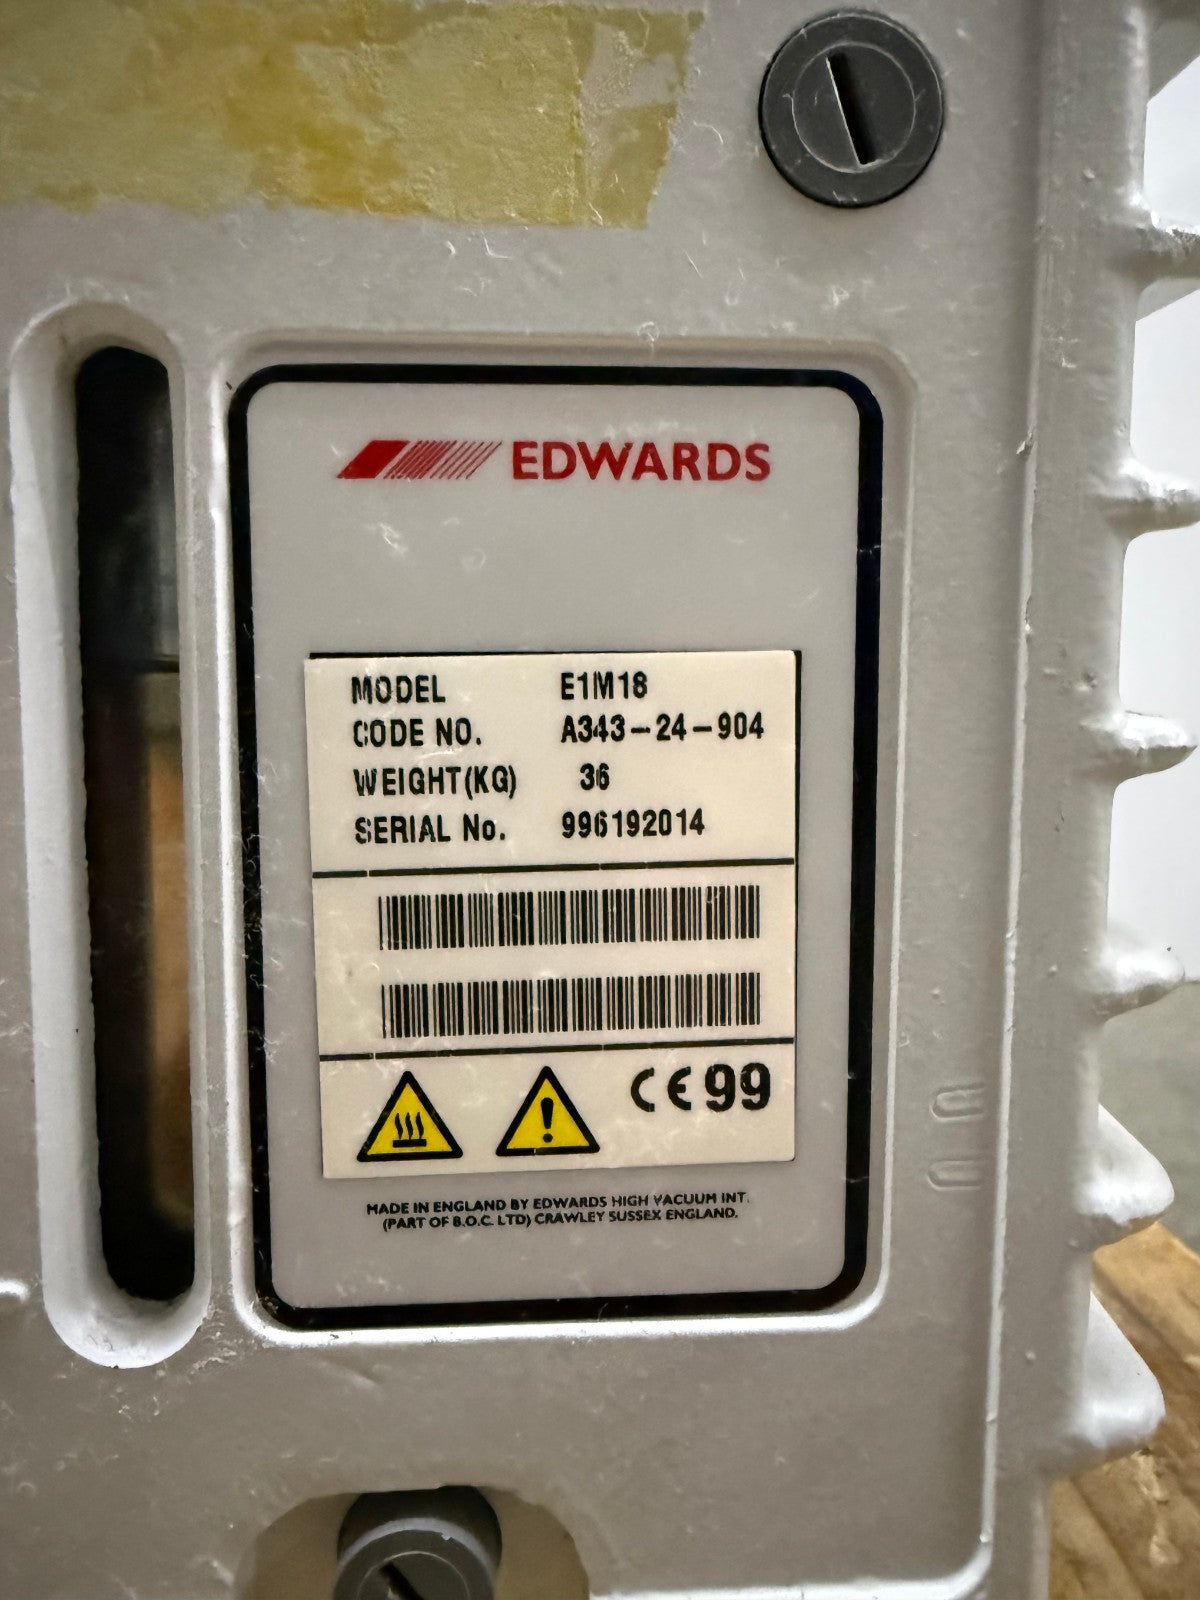 EDWARDS
MODEL E1M18
CODE NO. A343-24-904
WEIGHT(KG) 36
SERIAL No. 996192014
CE 99
MADE IN ENGLAND BY EDWARDS HIGH VACUUM INT.
(PART OF B.O.C. LTD) CRAWLEY SUSSEX ENGLAND.